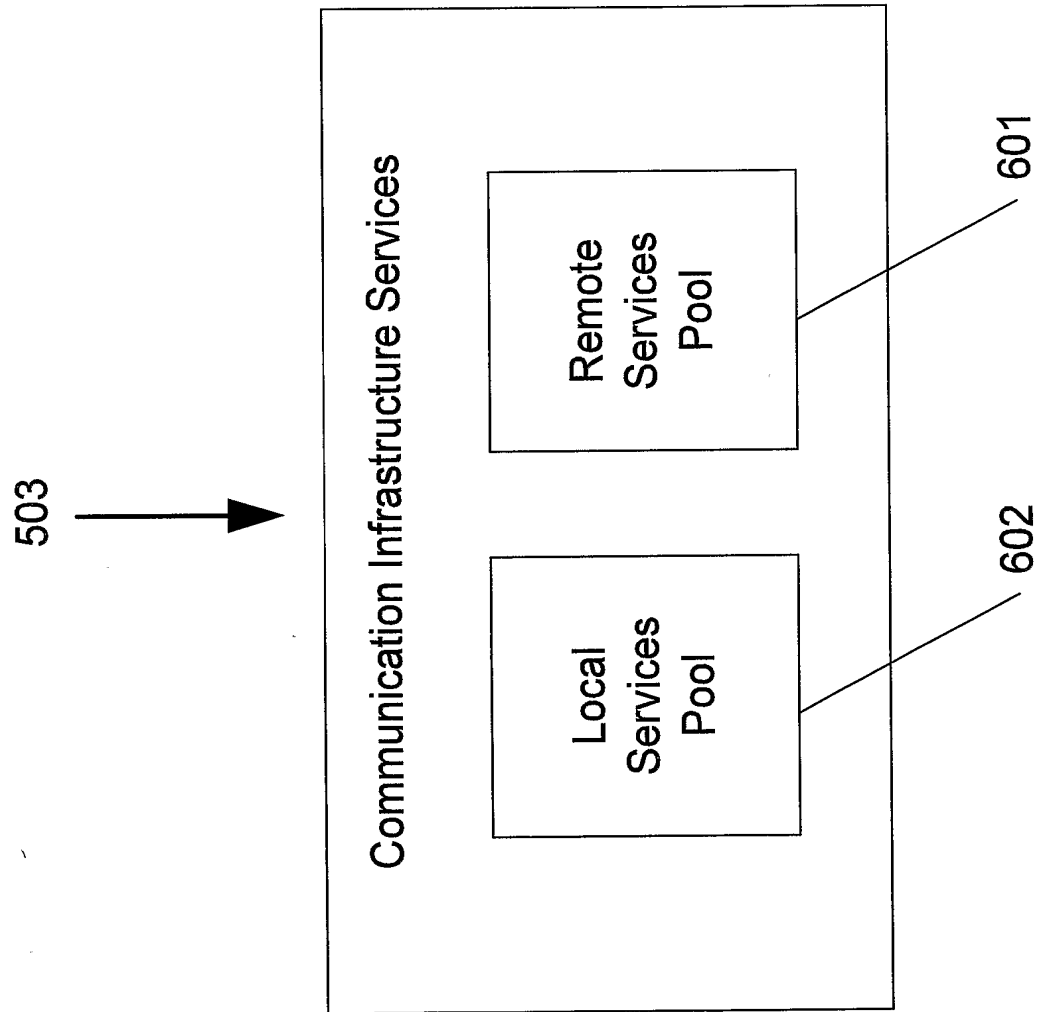 503
Communication Infrastructure Services
Local
Services
Pool
Remote
Services
Pool
602
601